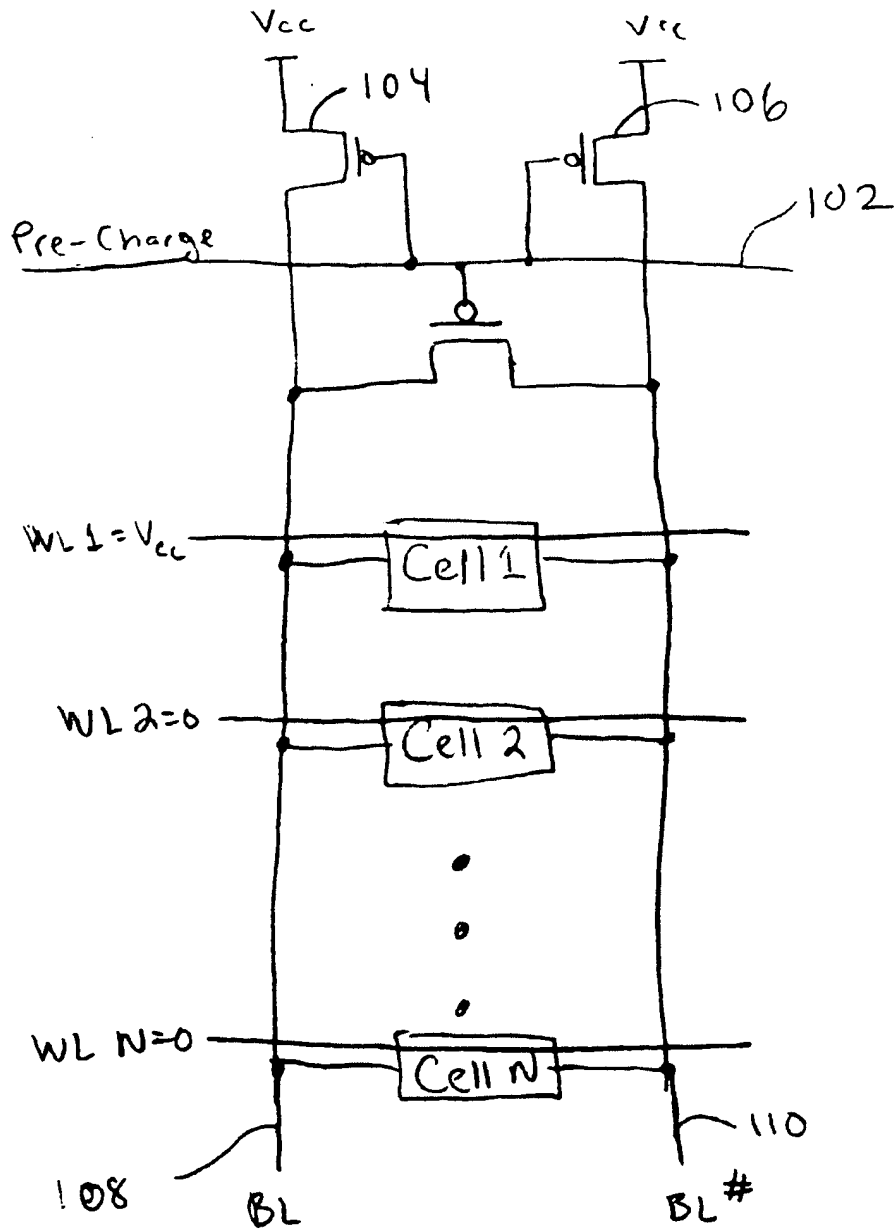 Vcc Vcc
104
106
102
Pre-Charge
WL 1 = Vcc
Cell 1
WL 2=0
Cell 2
WL N=0
Cell N
110
108
BL
BL#